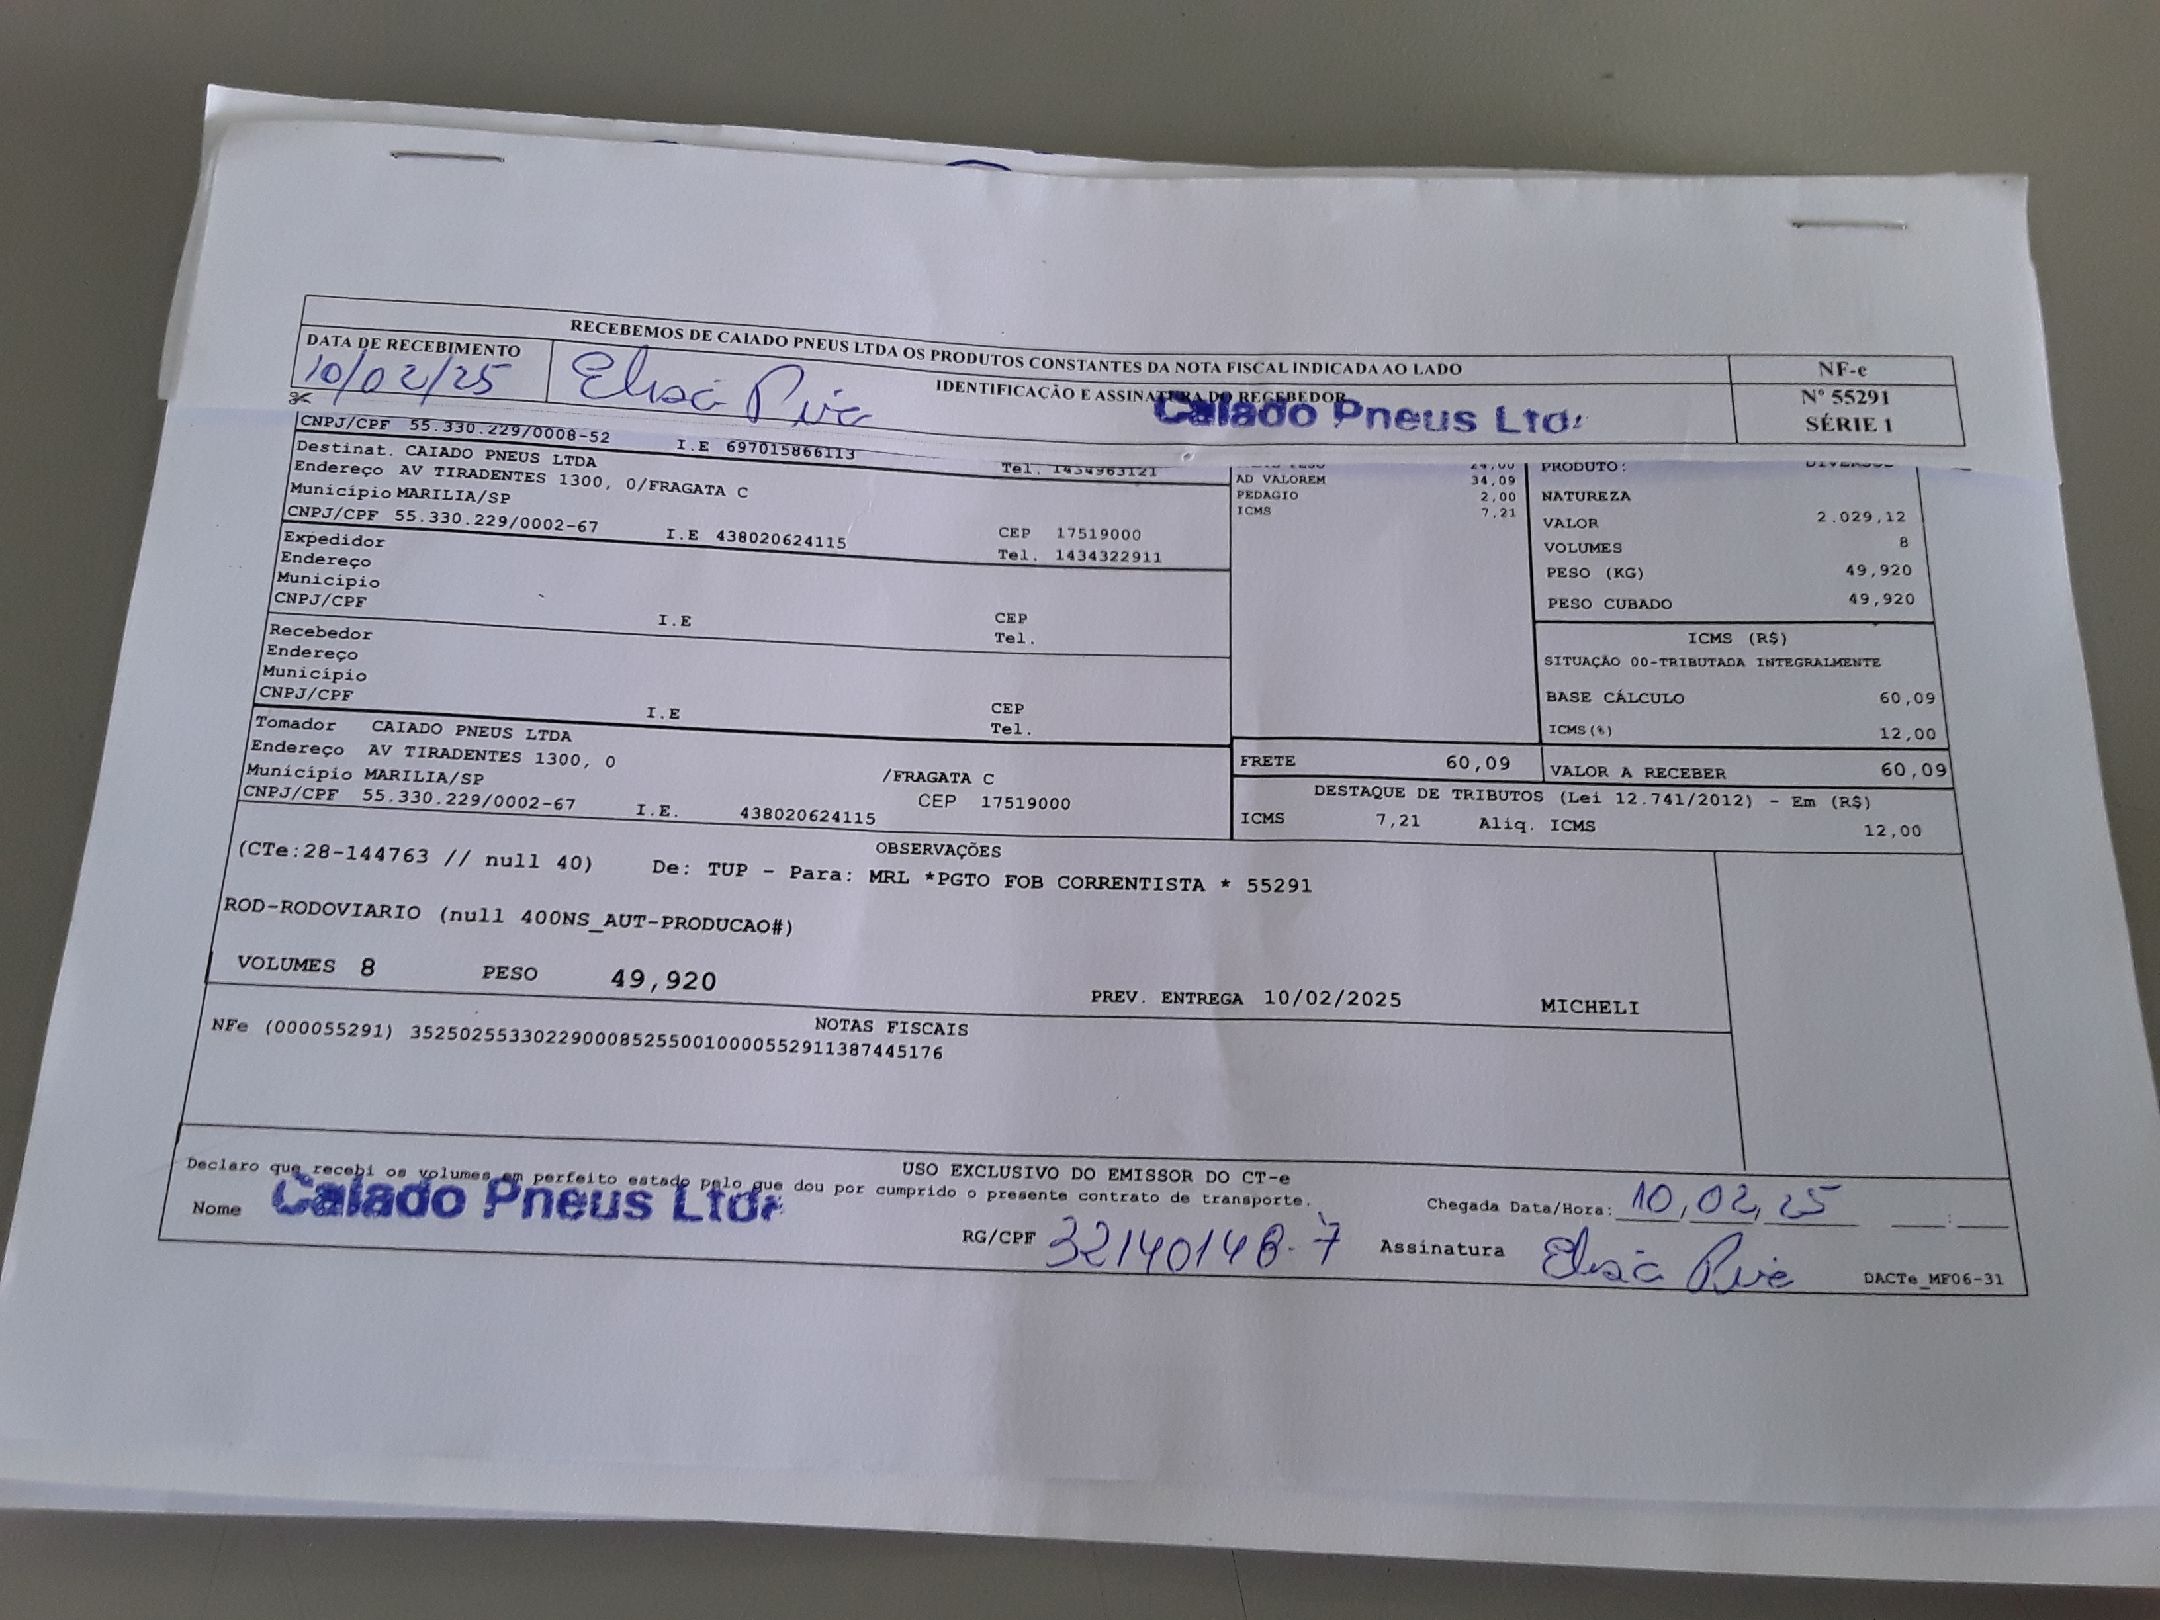 RECEBEMOS DE CAIADO PNEUS LTDA OS PRODUTOS CONSTANTES DA NOTA FISCAL INDICADA AO LADO
DATA DE RECEBIMENTO
10/02/25
IDENTIFICAÇÃO E ASSINATURA DO RECEBEDOR
Caiado Pneus Ltda
NF-e
Nº 55291
SÉRIE 1
CNPJ/CPF 55.330.229/0008-52 I.E 697015866113 Tel. 1434963121
Destinat. CAIADO PNEUS LTDA
Endereço AV TIRADENTES 1300, 0/FRAGATA C
Município MARILIA/SP CEP 17519000
CNPJ/CPF 55.330.229/0002-67 I.E 438020624115 Tel. 1434322911
Expedidor
Endereço
Município CEP
CNPJ/CPF I.E Tel.
Recebedor
Endereço
Município CEP
CNPJ/CPF I.E Tel.
Tomador CAIADO PNEUS LTDA
Endereço AV TIRADENTES 1300, 0 /FRAGATA C
Município MARILIA/SP CEP 17519000
CNPJ/CPF 55.330.229/0002-67 I.E. 438020624115
24,00
AD VALOREM 34,09
PEDAGIO 2,00
ICMS 7,21
FRETE 60,09
PRODUTO: DIVERSOS
NATUREZA
VALOR 2.029,12
VOLUMES 8
PESO (KG) 49,920
PESO CUBADO 49,920
ICMS (R$)
SITUAÇÃO 00-TRIBUTADA INTEGRALMENTE
BASE CÁLCULO 60,09
ICMS(%) 12,00
VALOR A RECEBER 60,09
DESTAQUE DE TRIBUTOS (Lei 12.741/2012) - Em (R$)
ICMS 7,21 Aliq. ICMS 12,00
OBSERVAÇÕES
(CTe:28-144763 // null 40) De: TUP - Para: MRL *PGTO FOB CORRENTISTA * 55291
ROD-RODOVIARIO (null 400NS_AUT-PRODUCAO#)
VOLUMES 8 PESO 49,920 PREV. ENTREGA 10/02/2025 MICHELI
NOTAS FISCAIS
NFe (000055291) 35250255330229000852550010000552911387445176
USO EXCLUSIVO DO EMISSOR DO CT-e
Declaro que recebi os volumes em perfeito estado pelo que dou por cumprido o presente contrato de transporte.
Chegada Data/Hora: 10,02,25 :
Nome Caiado Pneus Ltda
RG/CPF 32140148-7 Assinatura
DACTe_MF06-31